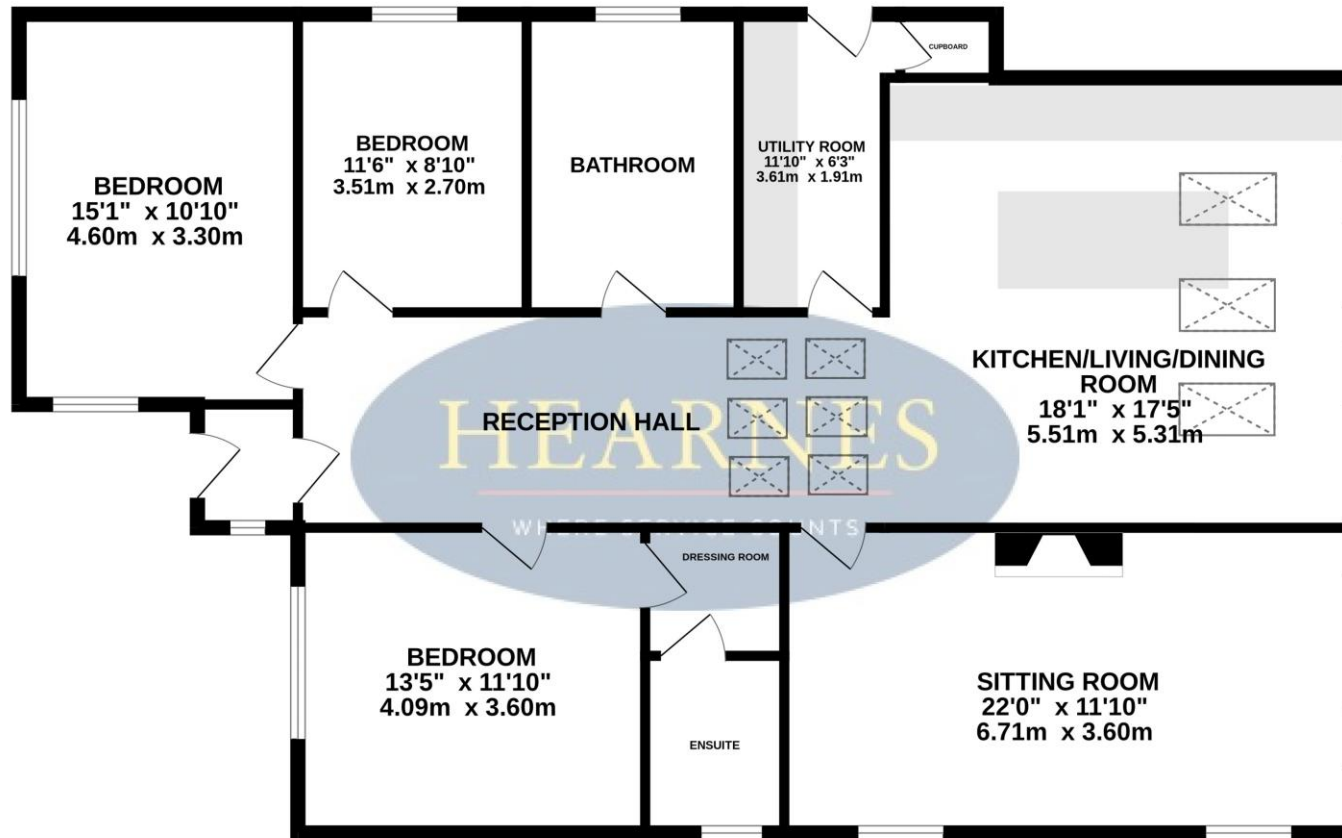 CUPBOARD
BEDROOM
11'6" x 8'10"
3.51m x 2.70m
UTILITY ROOM
11'10" x 6'3"
3.61m x 1.91m
BATHROOM
BEDROOM
15'1" x 10'10"
4.60m x 3.30m
KITCHEN/LIVING/DINING
ROOM
18'1" x 17'5"
5.51m x 5.31m
RECEPTION HALL
HEARNES
WHERE SERVICE COUNTS
DRESSING ROOM
BEDROOM
13'5" x 11'10"
4.09m x 3.60m
SITTING ROOM
22'0" x 11'10"
6.71m x 3.60m
ENSUITE